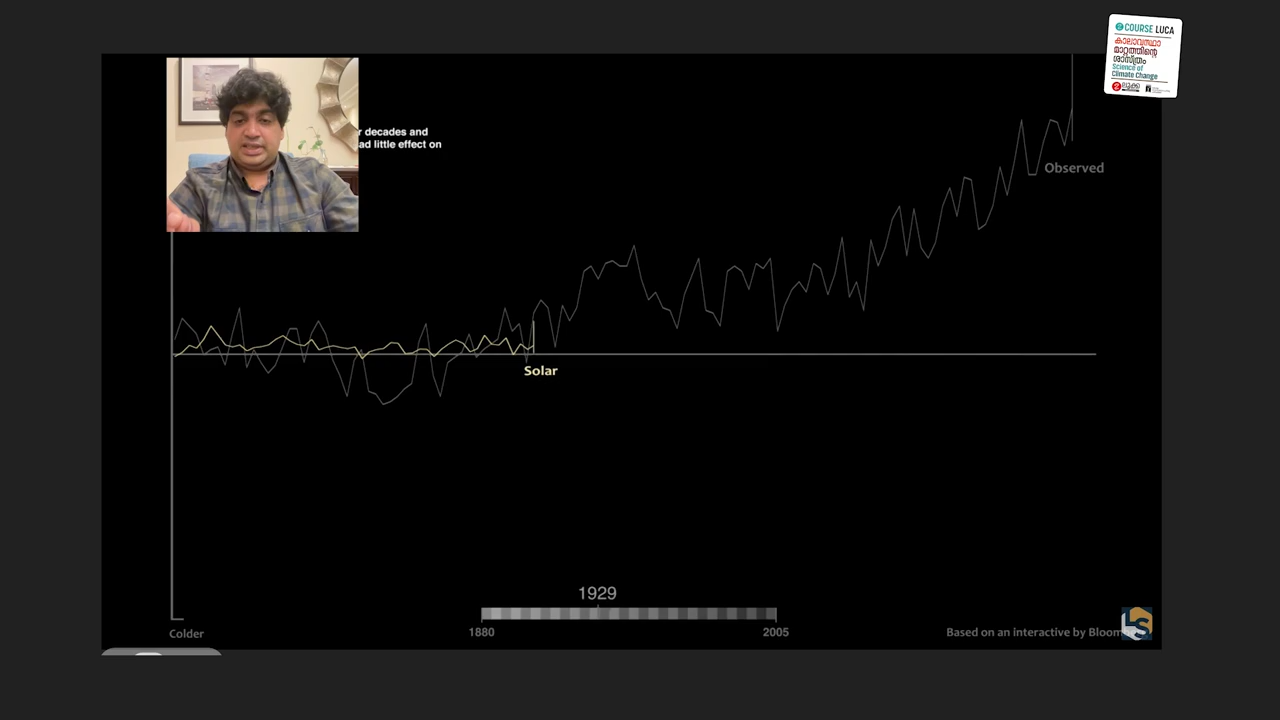 COURSE LUCA
കാലാവസ്ഥാ
മാറ്റത്തിന്റെ
ശാസ്ത്രം
Science of
Climate Change
ലൂക്ക
r decades and
ad little effect on
Observed
Solar
1929
1880
2005
Colder
Based on an interactive by Bloom
LS